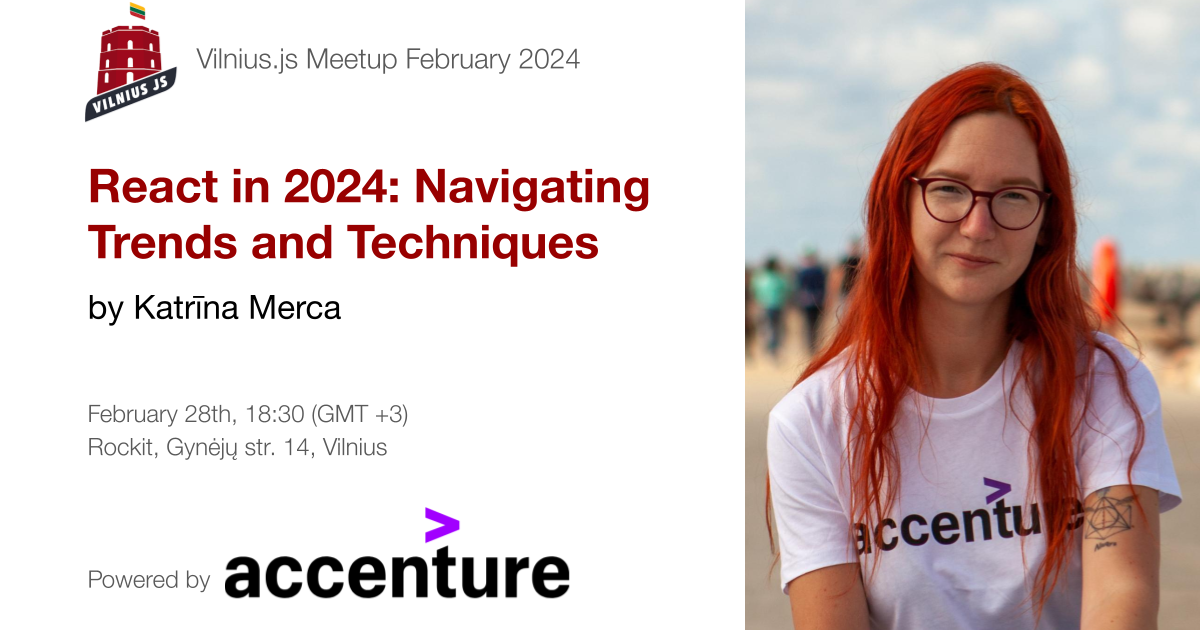 VILNIUS JS
Vilnius.js Meetup February 2024
React in 2024: Navigating
Trends and Techniques
by Katrīna Merca
February 28th, 18:30 (GMT +3)
Rockit, Gynėjų str. 14, Vilnius
Powered by accenture
accenture